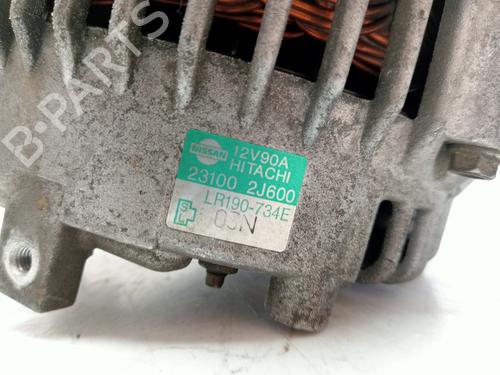 B-PARTS
NISSAN
12V90A
HITACHI
23100 2J600
LR190-734E
03N